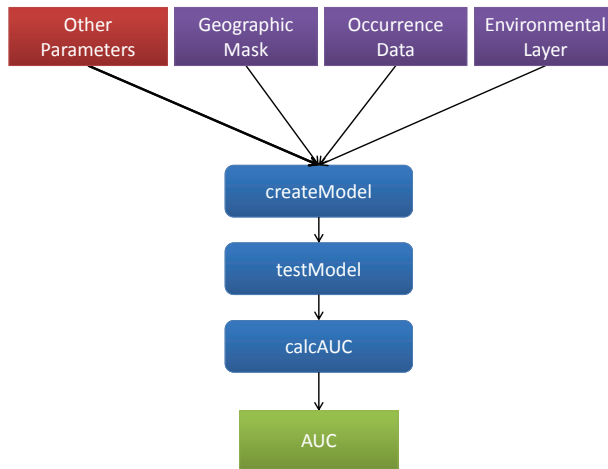 Other
Parameters
Geographic
Mask
Occurrence
Data
Environmental
Layer
createModel
testModel
calcAUC
AUC